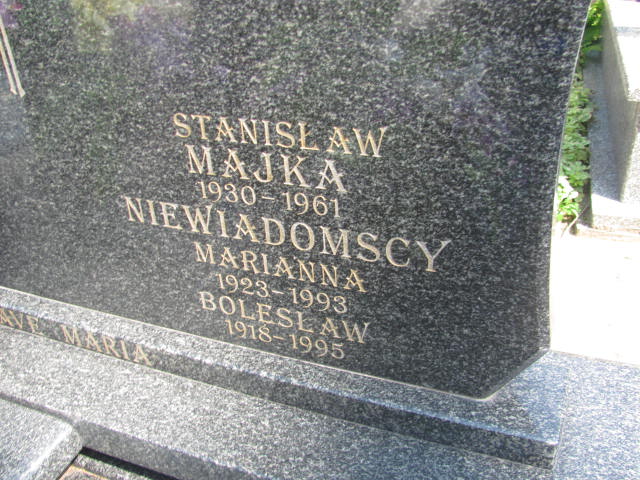 STANISŁAW
MAJKA
1930-1961
NIEWIADOMSCY
MARIANNA
1923-1993
BOLESŁAW
1918-1995
AVE MARIA